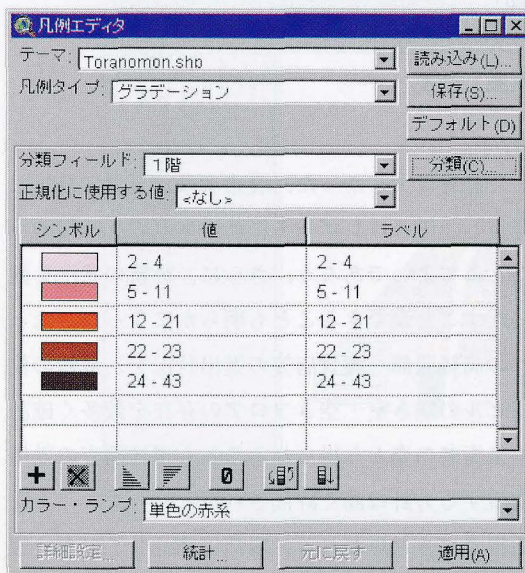 凡例エディタ
テーマ: Toranomon.shp
読み込み(L)...
凡例タイプ: グラデーション
保存(S)...
デフォルト(D)
分類フィールド: 1階
分類(C)...
正規化に使用する値: <なし>
シンボル 値 ラベル
2 - 4 2 - 4
5 - 11 5 - 11
12 - 21 12 - 21
22 - 23 22 - 23
24 - 43 24 - 43
カラー・ランプ: 単色の赤系
詳細設定... 統計... 元に戻す 適用(A)